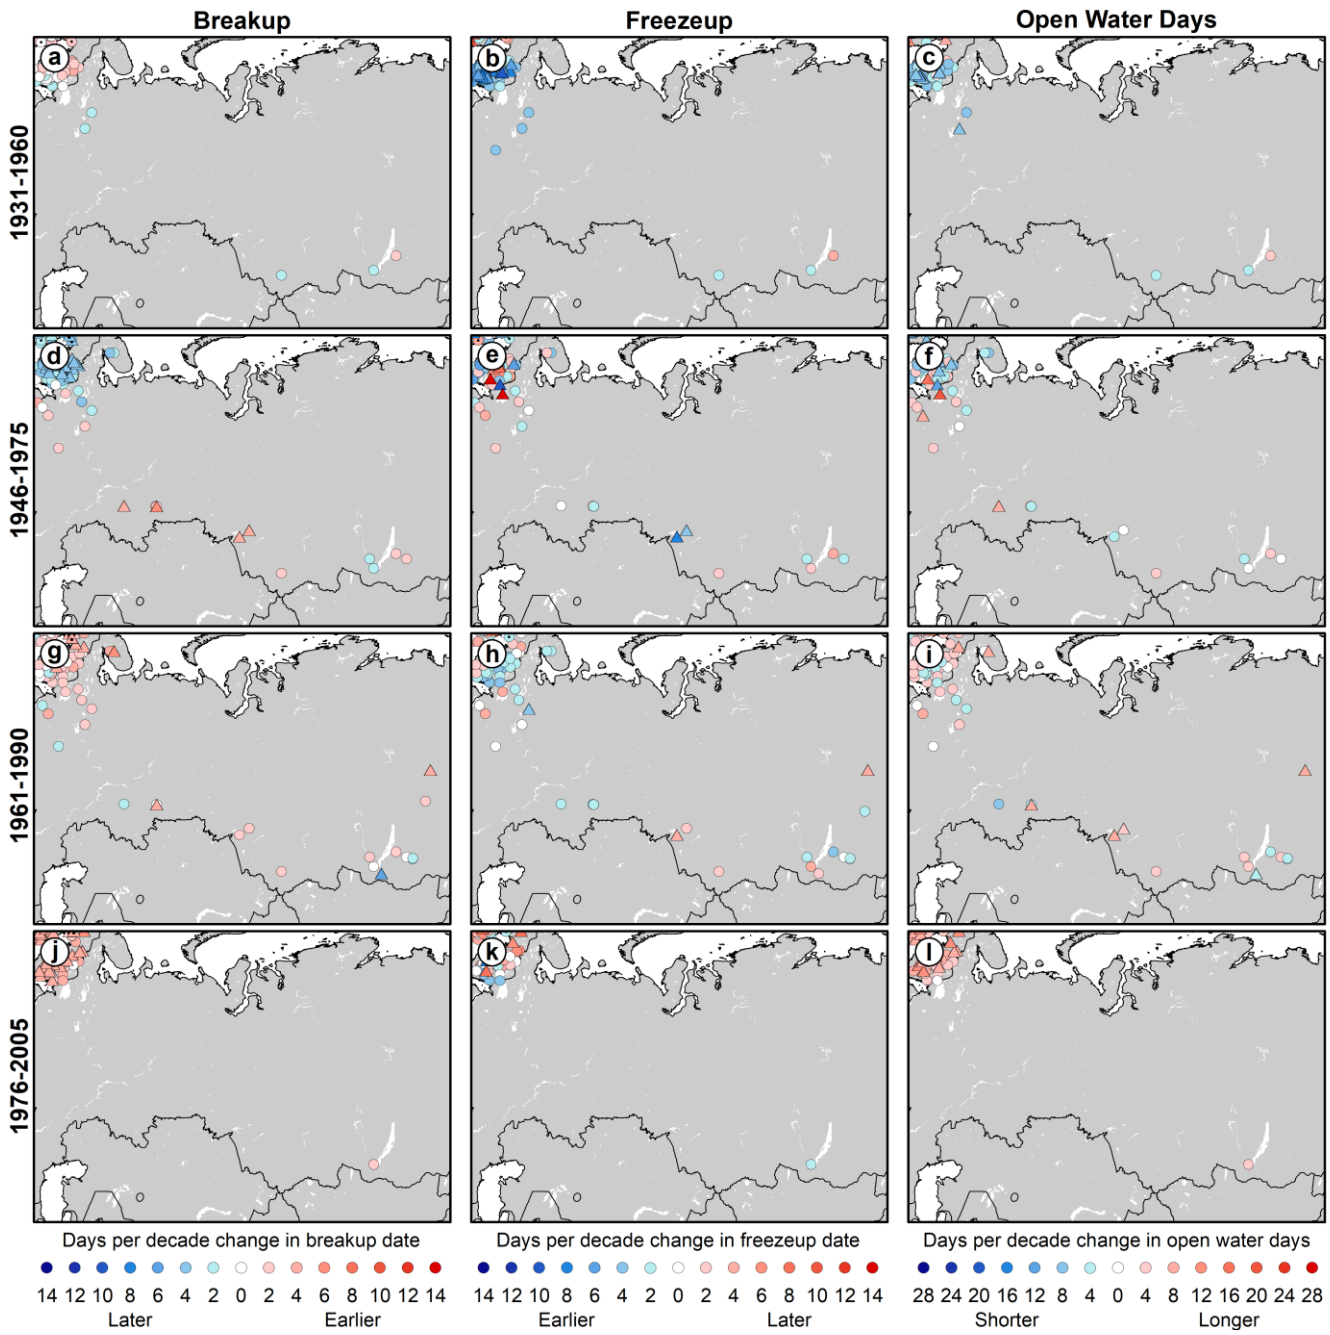 Breakup Freezeup Open Water Days
1931-1960
a b c
1946-1975
d e f
1961-1990
g h i
1976-2005
j k l
Days per decade change in breakup date Days per decade change in freezeup date Days per decade change in open water days
14 12 10 8 6 4 2 0 2 4 6 8 10 12 14 14 12 10 8 6 4 2 0 2 4 6 8 10 12 14 28 24 20 16 12 8 4 0 4 8 12 16 20 24 28
Later Earlier Earlier Later Shorter Longer